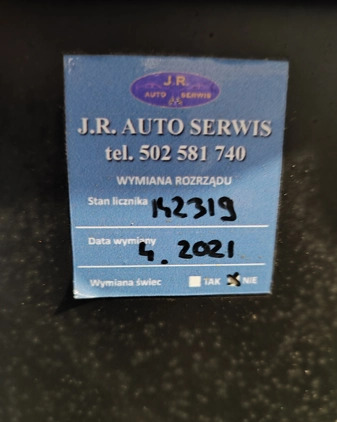 J.R.
AUTO SERWIS
J.R. AUTO SERWIS
tel. 502 581 740
WYMIANA ROZRZĄDU
Stan licznika 142319
Data wymiany 4. 2021
Wymiana świec TAK NIE